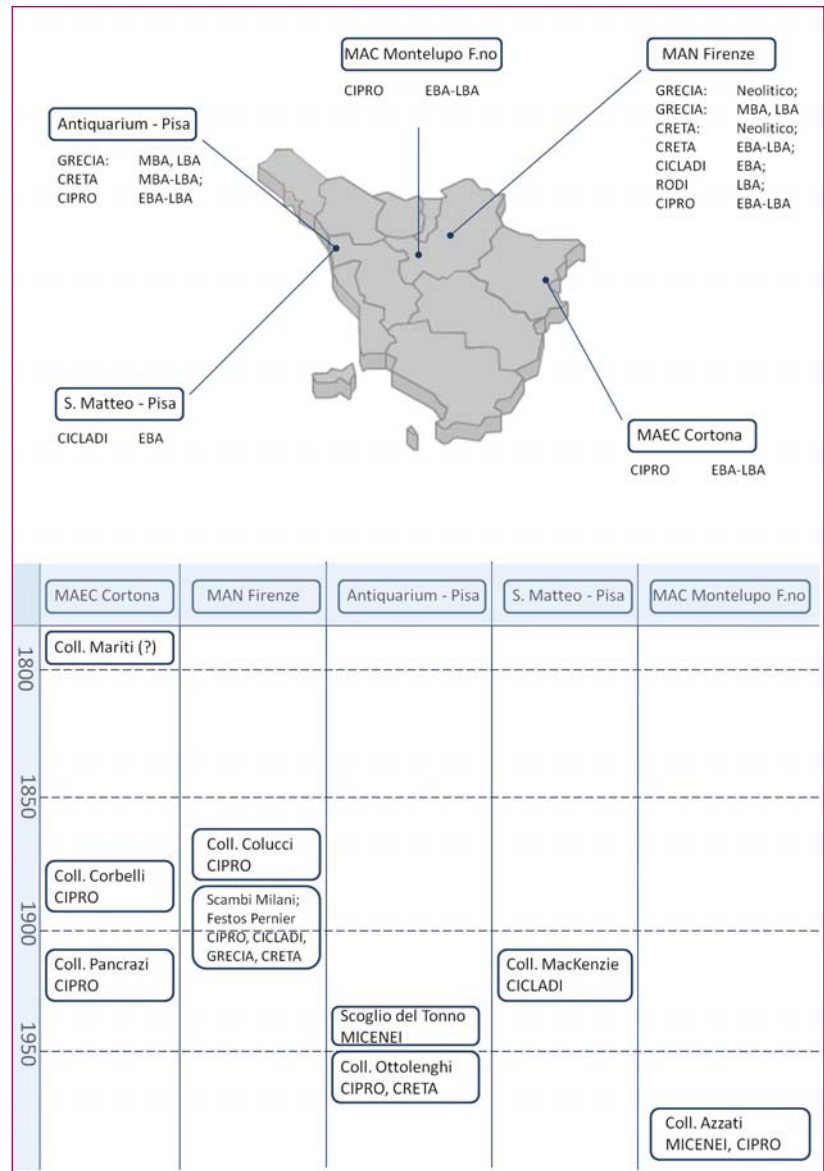 MAC Montelupo F.no
CIPRO EBA-LBA
MAN Firenze
GRECIA: Neolitico;
GRECIA: MBA, LBA
CRETA: Neolitico;
CRETA EBA-LBA;
CICLADI EBA;
RODI LBA;
CIPRO EBA-LBA
Antiquarium - Pisa
GRECIA: MBA, LBA
CRETA MBA-LBA;
CIPRO EBA-LBA
S. Matteo - Pisa
CICLADI EBA
MAEC Cortona
CIPRO EBA-LBA
MAEC Cortona MAN Firenze Antiquarium - Pisa S. Matteo - Pisa MAC Montelupo F.no
Coll. Mariti (?)
1800
1850
Coll. Colucci
CIPRO
Coll. Corbelli
CIPRO
Scambi Milani;
Festos Pernier
CIPRO, CICLADI,
GRECIA, CRETA
1900
Coll. Pancrazi
CIPRO
Coll. MacKenzie
CICLADI
Scoglio del Tonno
MICENEI
1950
Coll. Ottolenghi
CIPRO, CRETA
Coll. Azzati
MICENEI, CIPRO